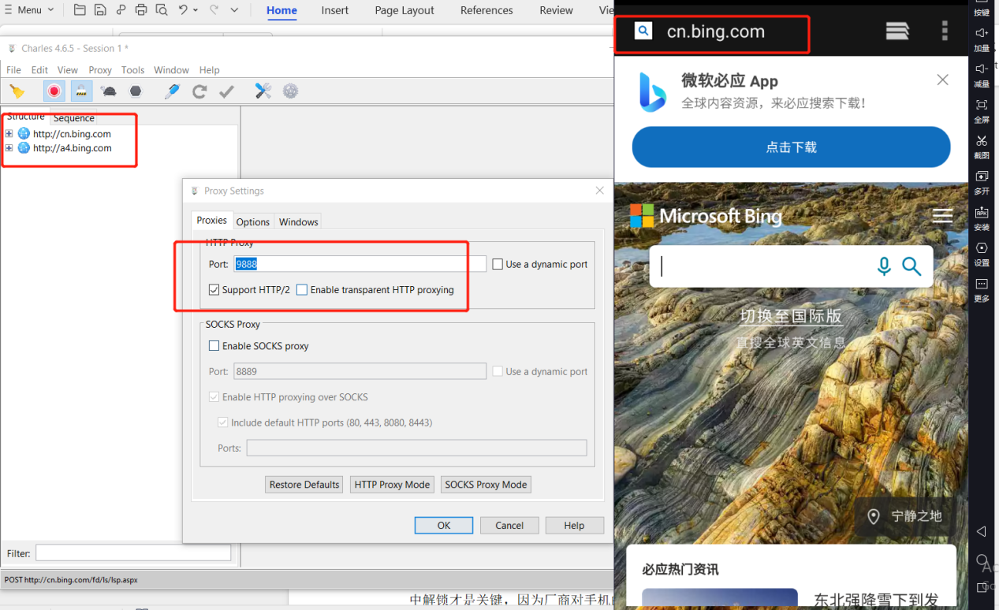 Menu
Home Insert Page Layout References Review
Charles 4.6.5 - Session 1 *
File Edit View Proxy Tools Window Help
Structure Sequence
http://cn.bing.com
http://a4.bing.com
Proxy Settings
Proxies Options Windows
HTTP Proxy
Port: 9888 Use a dynamic port
Support HTTP/2 Enable transparent HTTP proxying
SOCKS Proxy
Enable SOCKS proxy
Port: 8889 Use a dynamic port
Enable HTTP proxying over SOCKS
Include default HTTP ports (80, 443, 8080, 8443)
Ports:
Restore Defaults HTTP Proxy Mode SOCKS Proxy Mode
OK Cancel Help
Filter:
POST http://cn.bing.com/fd/ls/lsp.aspx
中解锁才是关键，因为厂商对手机
cn.bing.com
微软必应 App
全球内容资源，来必应搜索下载！
点击下载
Microsoft Bing
切换至国际版
直搜全球英文信息
宁静之地
必应热门资讯
东北强降雪下到发
按键
加量
减量
全屏
截图
多开
APK
安装
设置
更多